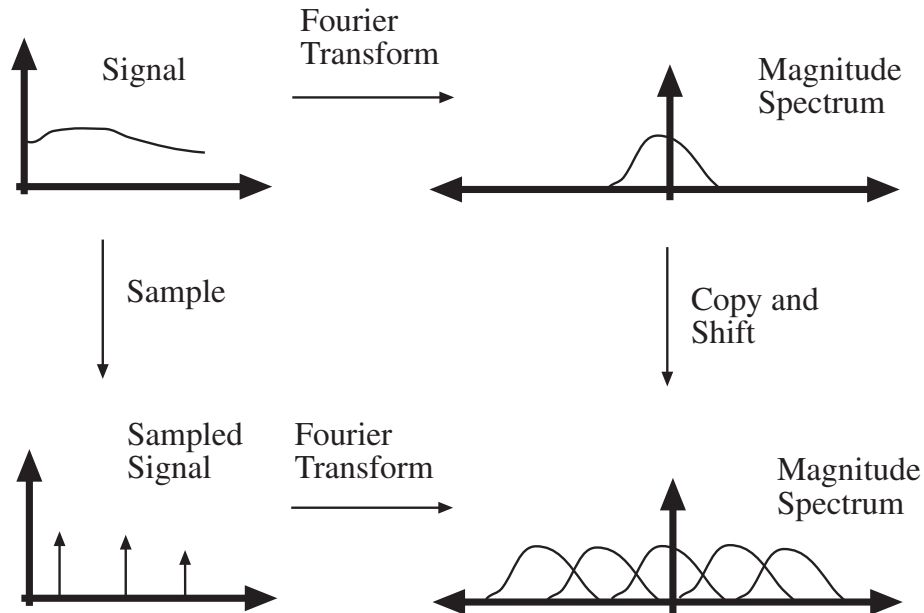 Fourier
Transform
Signal
Magnitude
Spectrum
Sample
Copy and
Shift
Sampled
Signal
Fourier
Transform
Magnitude
Spectrum